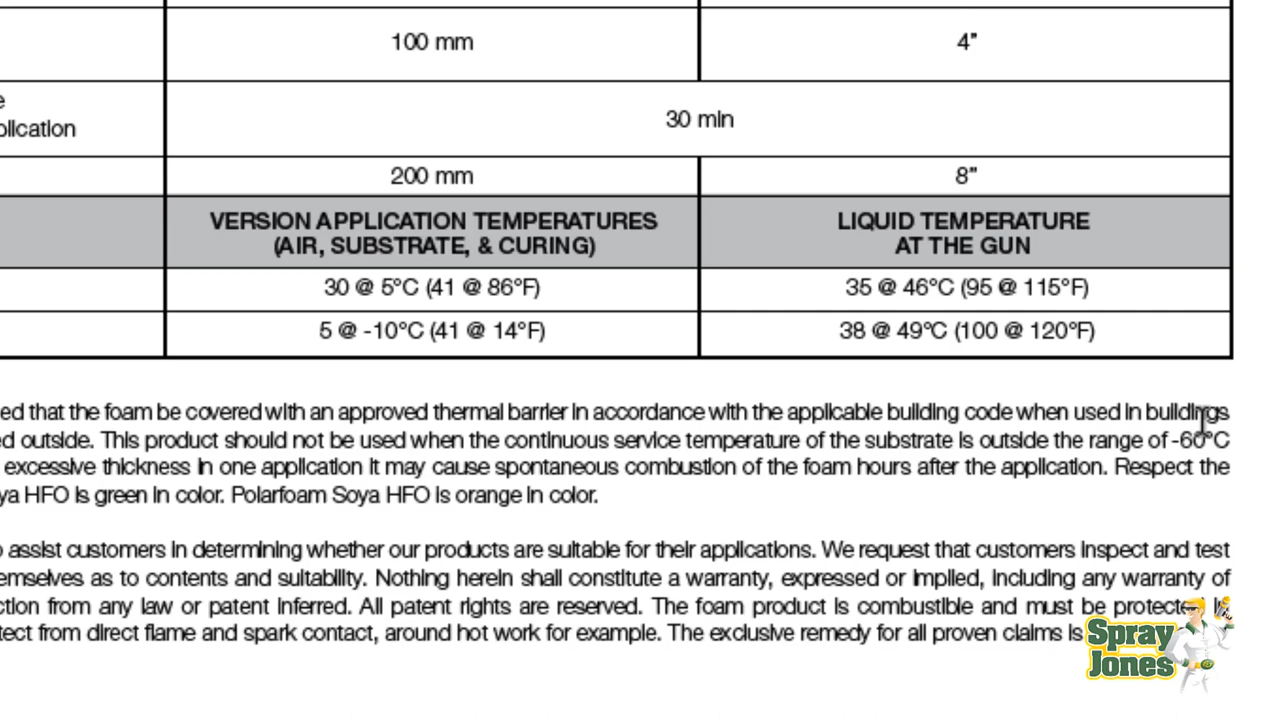 100 mm 4"
e
plication 30 min
200 mm 8"
VERSION APPLICATION TEMPERATURES LIQUID TEMPERATURE
(AIR, SUBSTRATE, & CURING) AT THE GUN
30 @ 5°C (41 @ 86°F) 35 @ 46°C (95 @ 115°F)
5 @ -10°C (41 @ 14°F) 38 @ 49°C (100 @ 120°F)
ed that the foam be covered with an approved thermal barrier in accordance with the applicable building code when used in buildings
ed outside. This product should not be used when the continuous service temperature of the substrate is outside the range of -60°C
excessive thickness in one application it may cause spontaneous combustion of the foam hours after the application. Respect the
ya HFO is green in color. Polarfoam Soya HFO is orange in color.
o assist customers in determining whether our products are suitable for their applications. We request that customers inspect and test
emselves as to contents and suitability. Nothing herein shall constitute a warranty, expressed or implied, including any warranty of
ction from any law or patent inferred. All patent rights are reserved. The foam product is combustible and must be protected
tect from direct flame and spark contact, around hot work for example. The exclusive remedy for all proven claims is
Spray
Jones